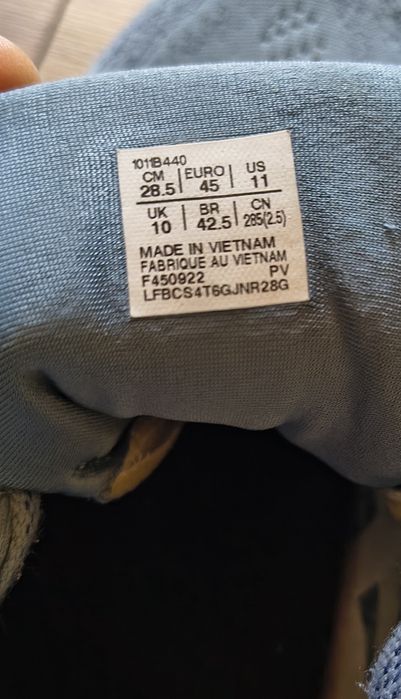 1011B440
CM EURO US
28.5 45 11
UK BR CN
10 42.5 285(2.5)
MADE IN VIETNAM
FABRIQUE AU VIETNAM
F450922 PV
LFBCS4T6GJNR28G